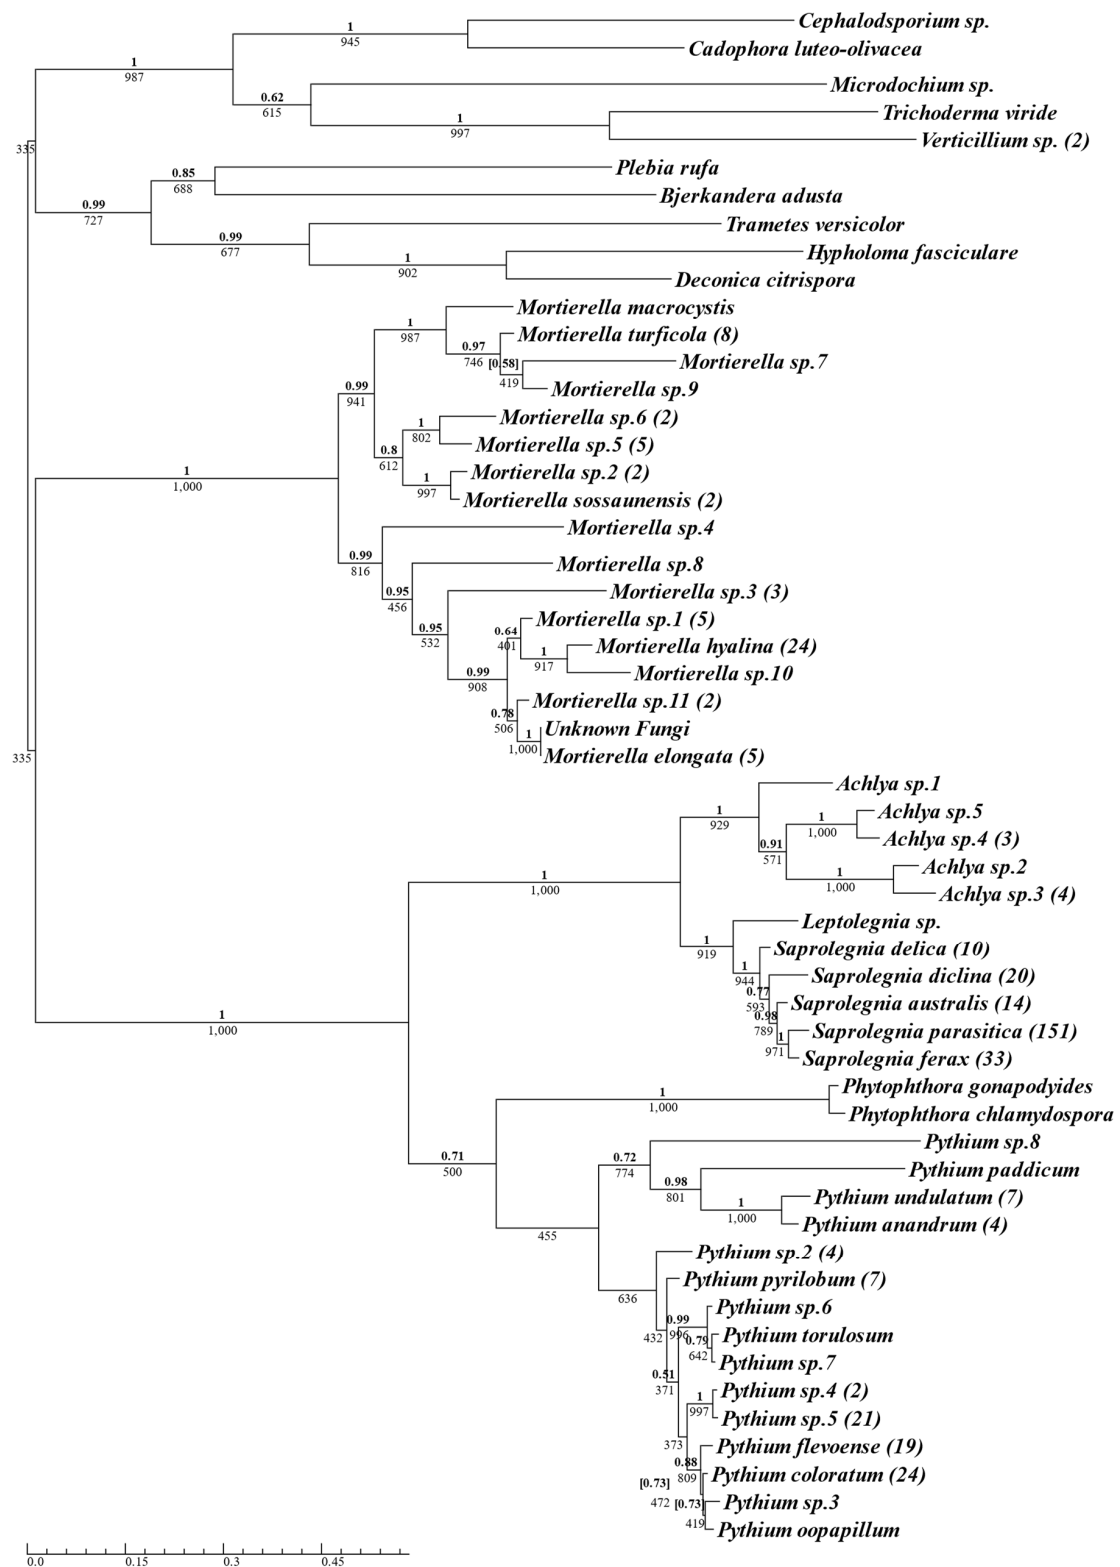 Cephalodsporium sp.
1
945
Cadophora luteo-olivacea
1
987
Microdochium sp.
0.62
615
Trichoderma viride
1
997
Verticillium sp. (2)
335
Plebia rufa
0.85
688
Bjerkandera adusta
0.99
727
Trametes versicolor
0.99
677
Hypholoma fasciculare
1
902
Deconica citrispora
Mortierella macrocystis
1
987
Mortierella turficola (8)
0.97
746
[0.58]
419
Mortierella sp.7
Mortierella sp.9
0.99
941
Mortierella sp.6 (2)
1
802
Mortierella sp.5 (5)
0.8
612
Mortierella sp.2 (2)
1
997
Mortierella sossaunensis (2)
1
1,000
Mortierella sp.4
0.99
816
Mortierella sp.8
0.95
456
Mortierella sp.3 (3)
0.95
532
Mortierella sp.1 (5)
0.64
401
Mortierella hyalina (24)
1
917
Mortierella sp.10
0.99
908
Mortierella sp.11 (2)
0.78
506
Unknown Fungi
1
1,000
Mortierella elongata (5)
335
Achlya sp.1
1
929
Achlya sp.5
1
1,000
Achlya sp.4 (3)
0.91
571
Achlya sp.2
1
1,000
Achlya sp.3 (4)
1
1,000
Leptolegnia sp.
1
919
Saprolegnia delica (10)
1
944
Saprolegnia diclina (20)
0.77
593
Saprolegnia australis (14)
0.98
789
Saprolegnia parasitica (151)
1
971
Saprolegnia ferax (33)
1
1,000
Phytophthora gonapodyides
1
1,000
Phytophthora chlamydospora
Pythium sp.8
0.71
500
0.72
774
Pythium paddicum
0.98
801
Pythium undulatum (7)
1
1,000
Pythium anandrum (4)
455
Pythium sp.2 (4)
Pythium pyrilobum (7)
636
Pythium sp.6
0.99
996
432
Pythium torulosum
0.79
642
Pythium sp.7
0.51
371
Pythium sp.4 (2)
1
997
Pythium sp.5 (21)
373
Pythium flevoense (19)
0.88
809
Pythium coloratum (24)
[0.73]
472
[0.73]
419
Pythium sp.3
Pythium oopapillum
0.0 0.15 0.3 0.45